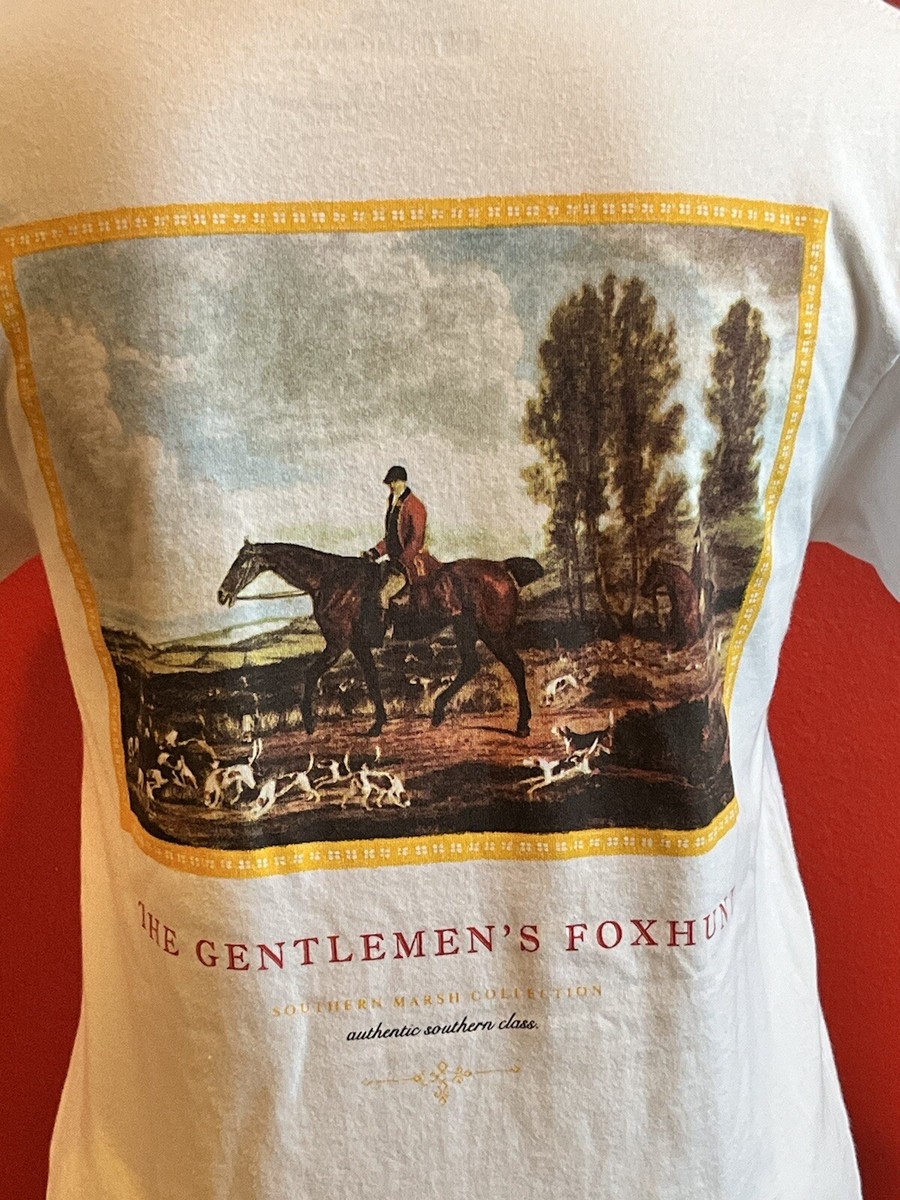 THE GENTLEMEN'S FOXHUNT
SOUTHERN MARSH COLLECTION
authentic southern class.